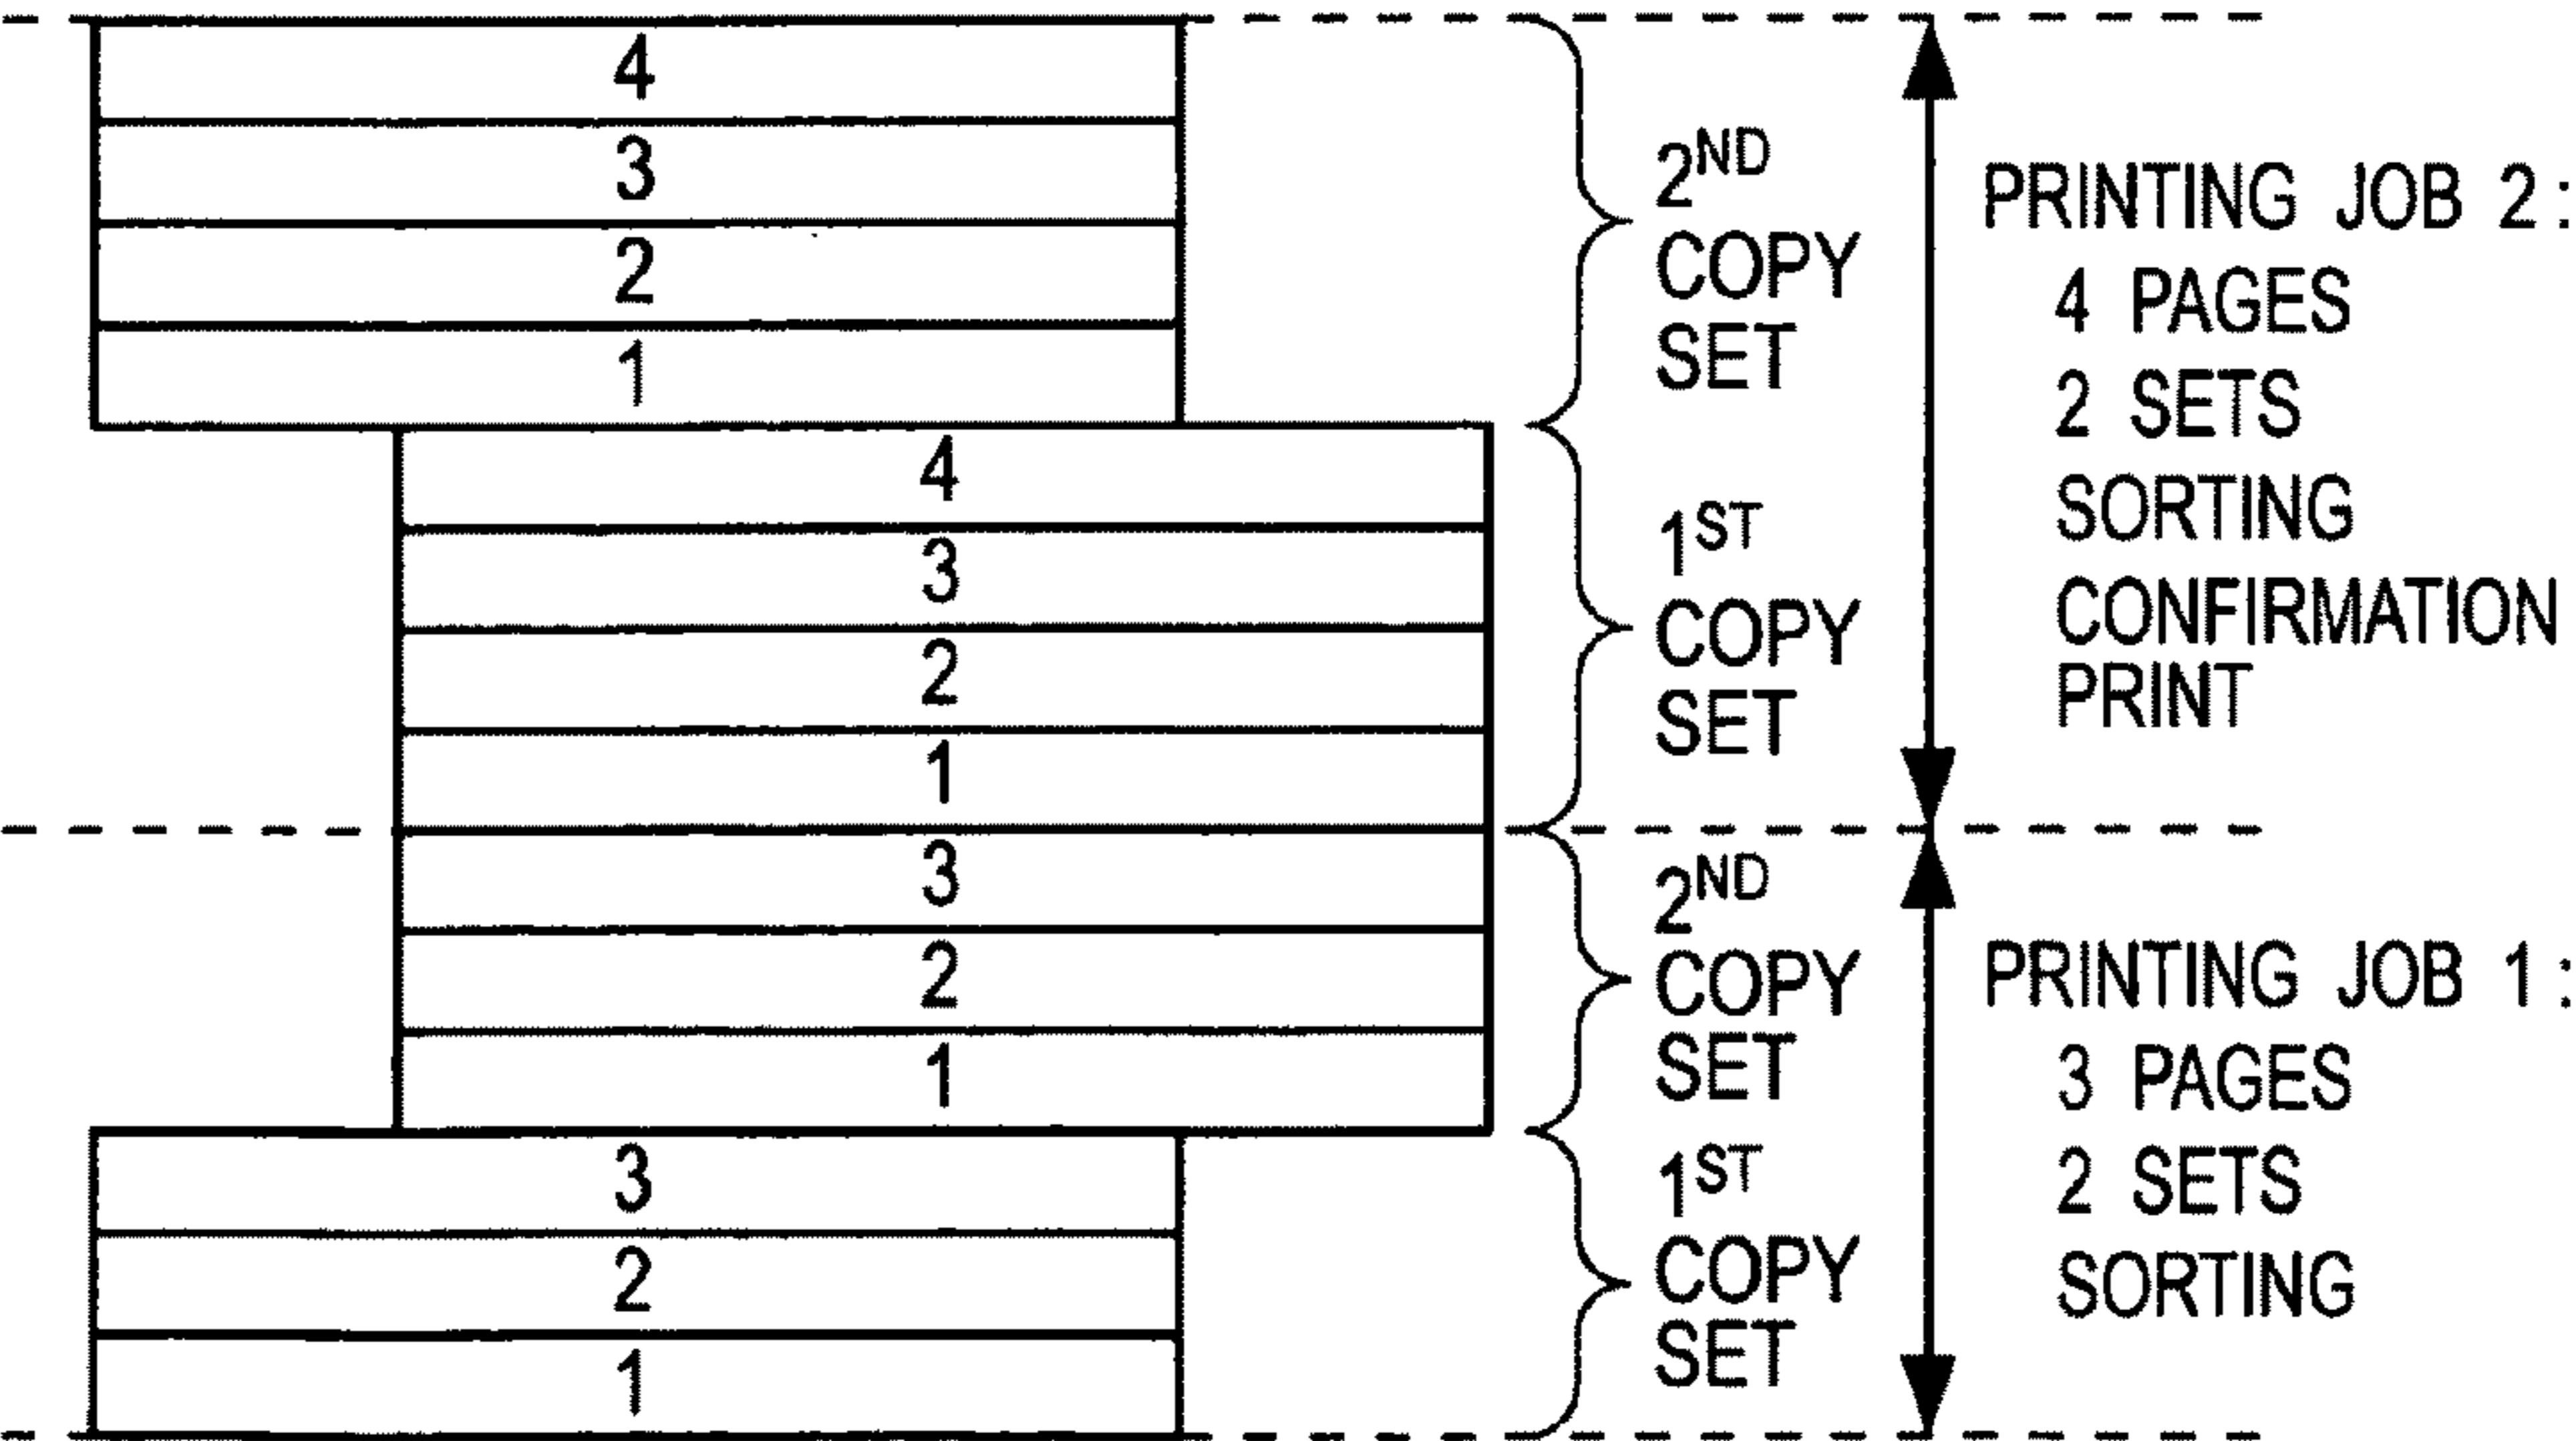 4
3
2
1
4
3
2
1
3
2
1
3
2
1
2ND
COPY
SET
1ST
COPY
SET
2ND
COPY
SET
1ST
COPY
SET
PRINTING JOB 2:
4 PAGES
2 SETS
SORTING
CONFIRMATION
PRINT
PRINTING JOB 1:
3 PAGES
2 SETS
SORTING